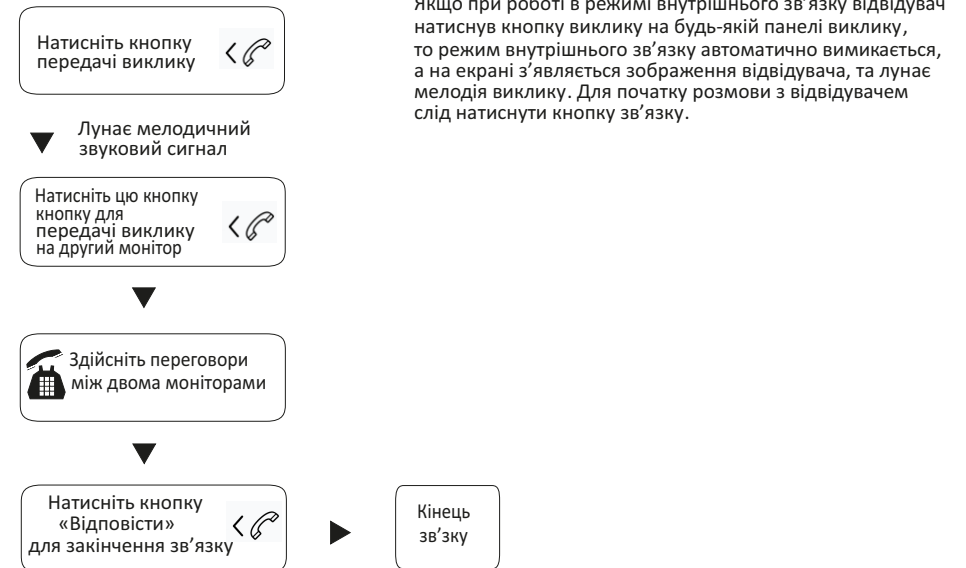 Якщо при роботі в режимі внутрішнього зв’язку відвідувач
натиснув кнопку виклику на будь-якій панелі виклику,
то режим внутрішнього зв’язку автоматично вимикається,
а на екрані з’являється зображення відвідувача, та лунає
мелодія виклику. Для початку розмови з відвідувачем
слід натиснути кнопку зв’язку.
Натисніть кнопку
передачі виклику
Лунає мелодичний
звуковий сигнал
Натисніть цю кнопку
кнопку для
передачі виклику
на другий монітор
Здійсніть переговори
між двома моніторами
Натисніть кнопку
«Відповісти»
для закінчення зв’язку
Кінець
зв’зку